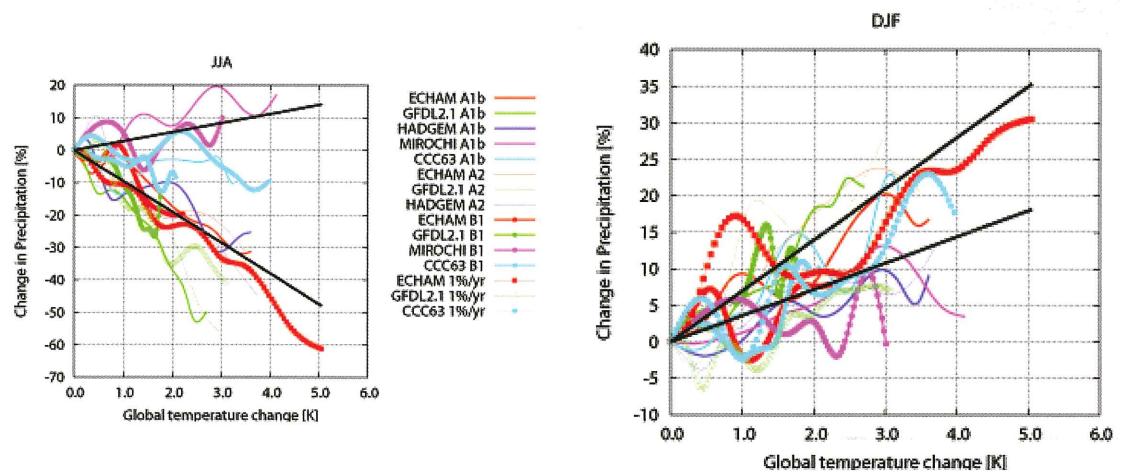 JJA
Change in Precipitation [%]
20
10
0
-10
-20
-30
-40
-50
-60
-70
0.0 1.0 2.0 3.0 4.0 5.0 6.0
Global temperature change [K]
ECHAM A1b
GFDL2.1 A1b
HADGEM A1b
MIROCHI A1b
CCC63 A1b
ECHAM A2
GFDL2.1 A2
HADGEM A2
ECHAM B1
GFDL2.1 B1
MIROCHI B1
CCC63 B1
ECHAM 1%/yr
GFDL2.1 1%/yr
CCC63 1%/yr
DJF
Change in Precipitation [%]
40
35
30
25
20
15
10
5
0
-5
-10
0.0 1.0 2.0 3.0 4.0 5.0 6.0
Global temperature change [K]